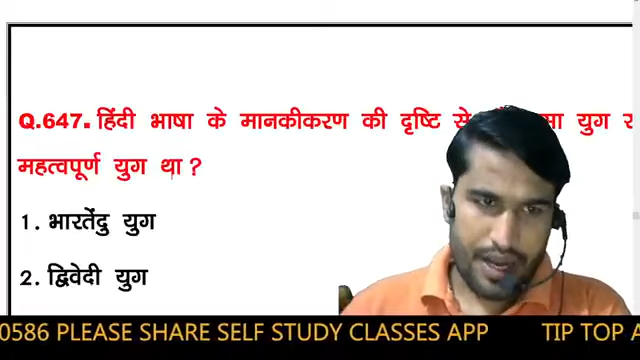 Q.647. हिंदी भाषा के मानकीकरण की दृष्टि से युग
महत्वपूर्ण युग था?
1. भारतेंदु युग
2. द्विवेदी युग
0586 PLEASE SHARE SELF STUDY CLASSES APP TIP TOP